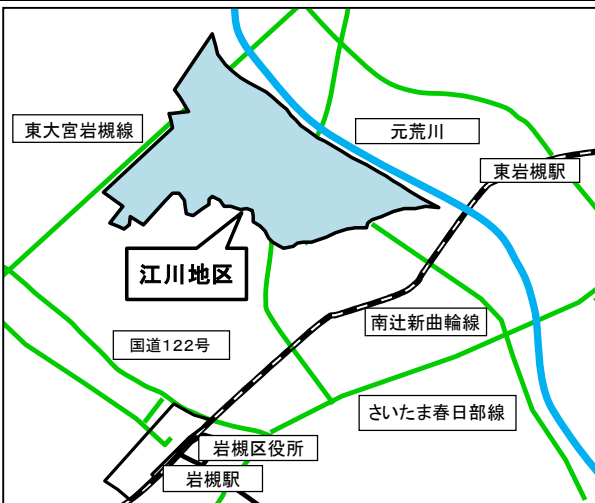 東大宮岩槻線
元荒川
東岩槻駅
江川地区
南辻新曲輪線
国道122号
さいたま春日部線
岩槻区役所
岩槻駅